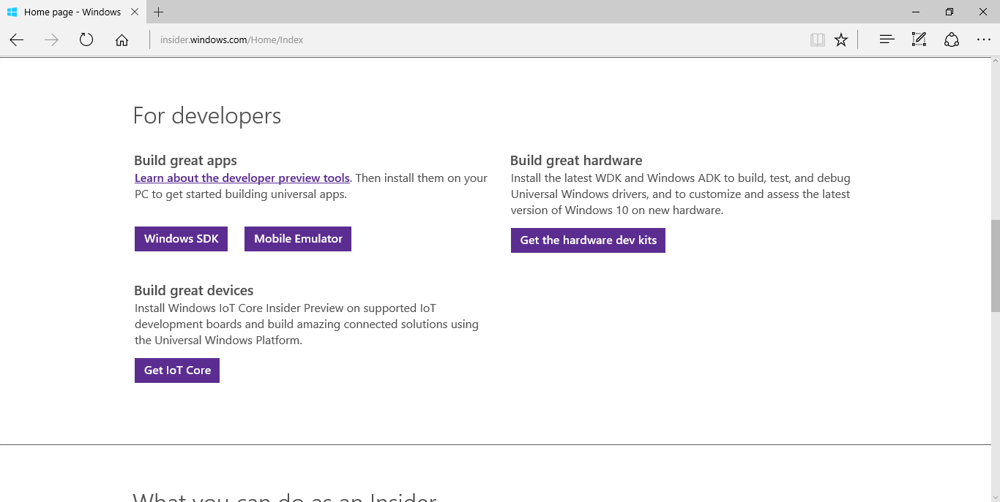 Home page - Windows
insider.windows.com/Home/Index
For developers
Build great apps
Learn about the developer preview tools. Then install them on your
PC to get started building universal apps.
Windows SDK
Mobile Emulator
Build great hardware
Install the latest WDK and Windows ADK to build, test, and debug
Universal Windows drivers, and to customize and assess the latest
version of Windows 10 on new hardware.
Get the hardware dev kits
Build great devices
Install Windows IoT Core Insider Preview on supported IoT
development boards and build amazing connected solutions using
the Universal Windows Platform.
Get IoT Core
What you can do as an Insider